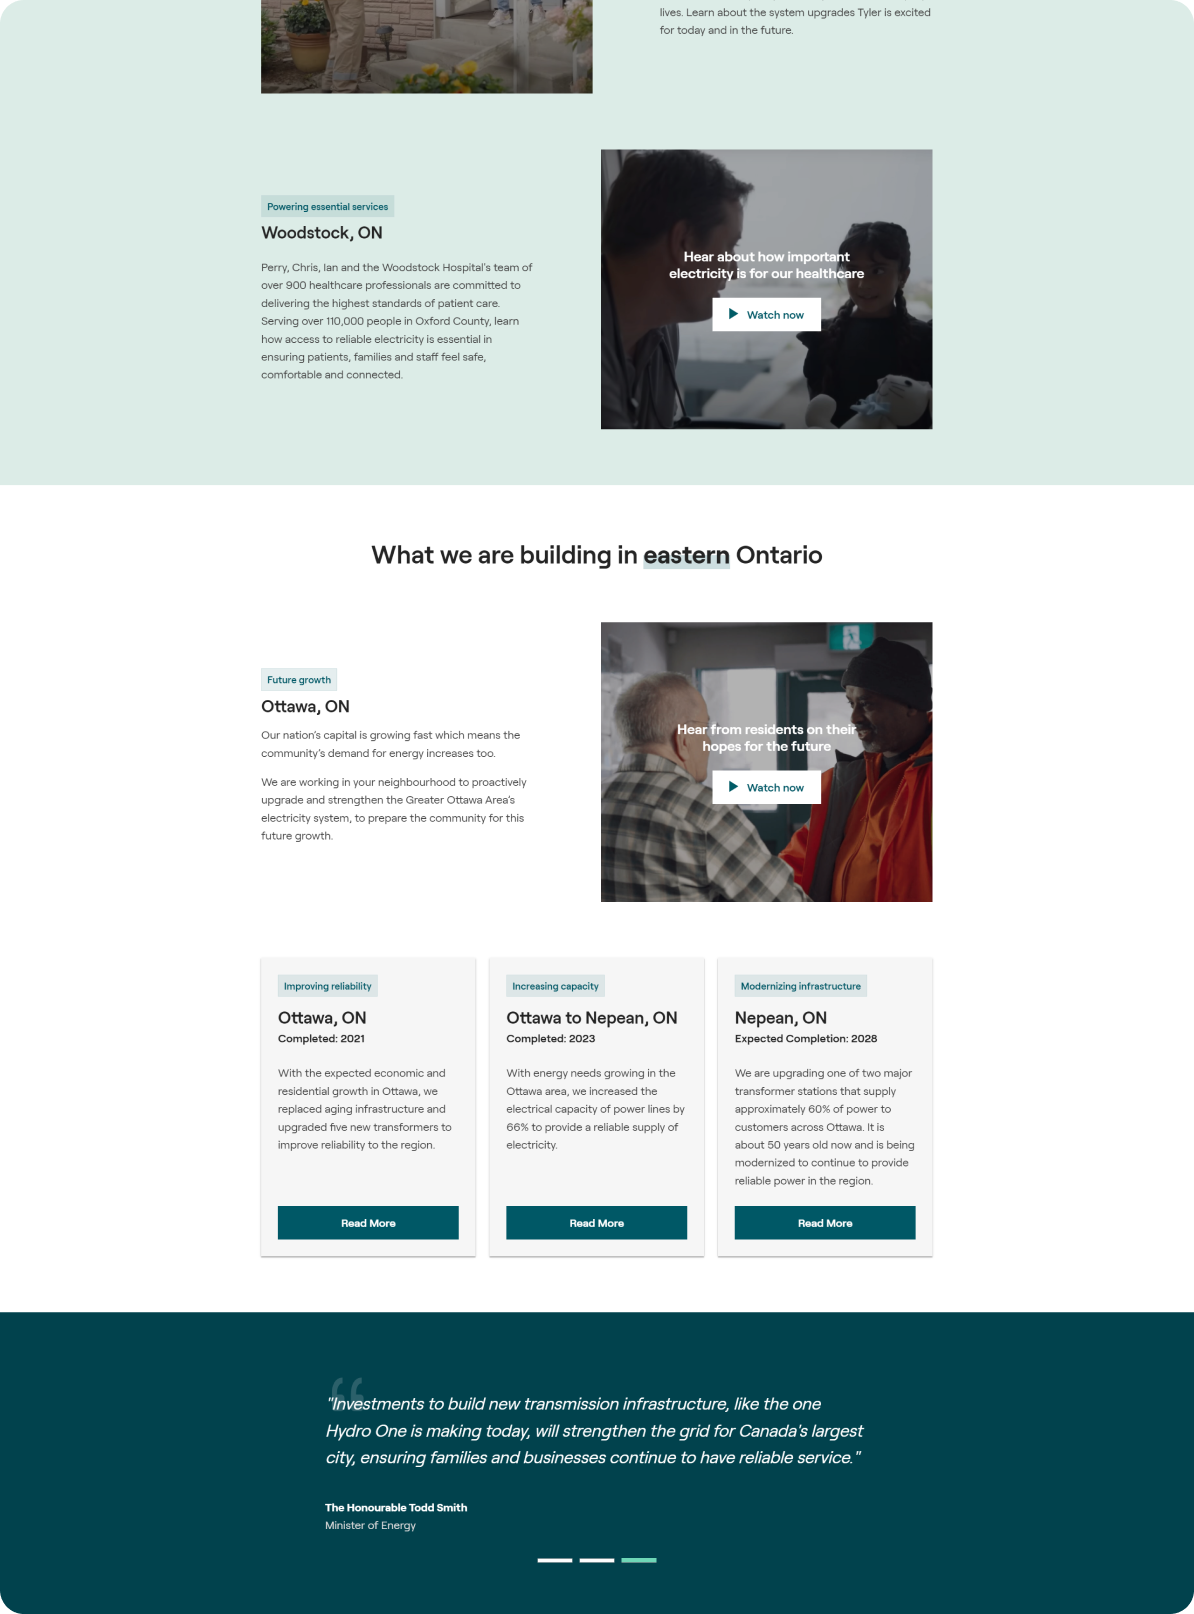 lives. Learn about the system upgrades Tyler is excited
for today and in the future.
Powering essential services
Woodstock, ON
Perry, Chris, Ian and the Woodstock Hospital's team of
over 900 healthcare professionals are committed to
delivering the highest standards of patient care.
Serving over 110,000 people in Oxford County, learn
how access to reliable electricity is essential in
ensuring patients, families and staff feel safe,
comfortable and connected.
Hear about how important
electricity is for our healthcare
Watch now
What we are building in eastern Ontario
Future growth
Ottawa, ON
Our nation's capital is growing fast which means the
community's demand for energy increases too.
We are working in your neighbourhood to proactively
upgrade and strengthen the Greater Ottawa Area's
electricity system, to prepare the community for this
future growth.
Hear from residents on their
hopes for the future
Watch now
Improving reliability
Ottawa, ON
Completed: 2021
With the expected economic and
residential growth in Ottawa, we
replaced aging infrastructure and
upgraded five new transformers to
improve reliability to the region.
Read More
Increasing capacity
Ottawa to Nepean, ON
Completed: 2023
With energy needs growing in the
Ottawa area, we increased the
electrical capacity of power lines by
66% to provide a reliable supply of
electricity.
Read More
Modernizing infrastructure
Nepean, ON
Expected Completion: 2028
We are upgrading one of two major
transformer stations that supply
approximately 60% of power to
customers across Ottawa. It is
about 50 years old now and is being
modernized to continue to provide
reliable power in the region.
Read More
"Investments to build new transmission infrastructure, like the one
Hydro One is making today, will strengthen the grid for Canada's largest
city, ensuring families and businesses continue to have reliable service."
The Honourable Todd Smith
Minister of Energy